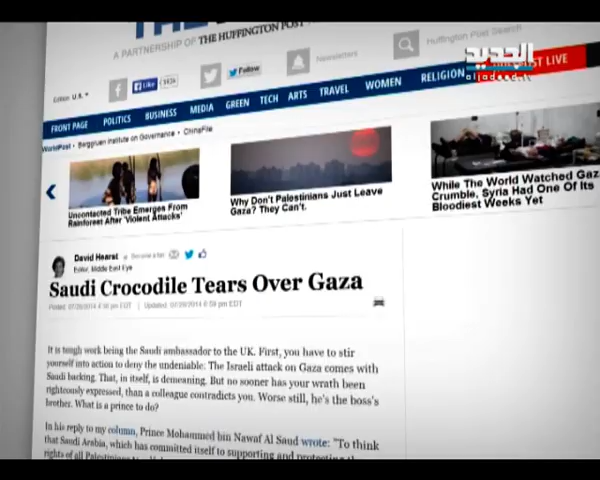 THE
A PARTNERSHIP OF THE HUFFINGTON POST
Edition: U.K.
Like
Follow
Newsletters
Huffington Post Search
الجديد
aljadeed.tv
ST LIVE
FRONT PAGE POLITICS BUSINESS MEDIA GREEN TECH ARTS TRAVEL WOMEN RELIGION
WorldPost • Berggruen Institute on Governance • ChinaFile
Uncontacted Tribe Emerges From
Rainforest After 'Violent Attacks'
Why Don't Palestinians Just Leave
Gaza? They Can't.
While The World Watched Gaz
Crumble, Syria Had One Of Its
Bloodiest Weeks Yet
David Hearst
Editor, Middle East Eye
Saudi Crocodile Tears Over Gaza
It is tough work being the Saudi ambassador to the UK. First, you have to stir
yourself into action to deny the undeniable: The Israeli attack on Gaza comes with
Saudi backing. That, in itself, is demeaning. But no sooner has your wrath been
righteously expressed, than a colleague contradicts you. Worse still, he's the boss's
brother. What is a prince to do?
In his reply to my column, Prince Mohammed bin Nawaf Al Saud wrote: "To think
that Saudi Arabia, which has committed itself to supporting and protecting the
rights of all